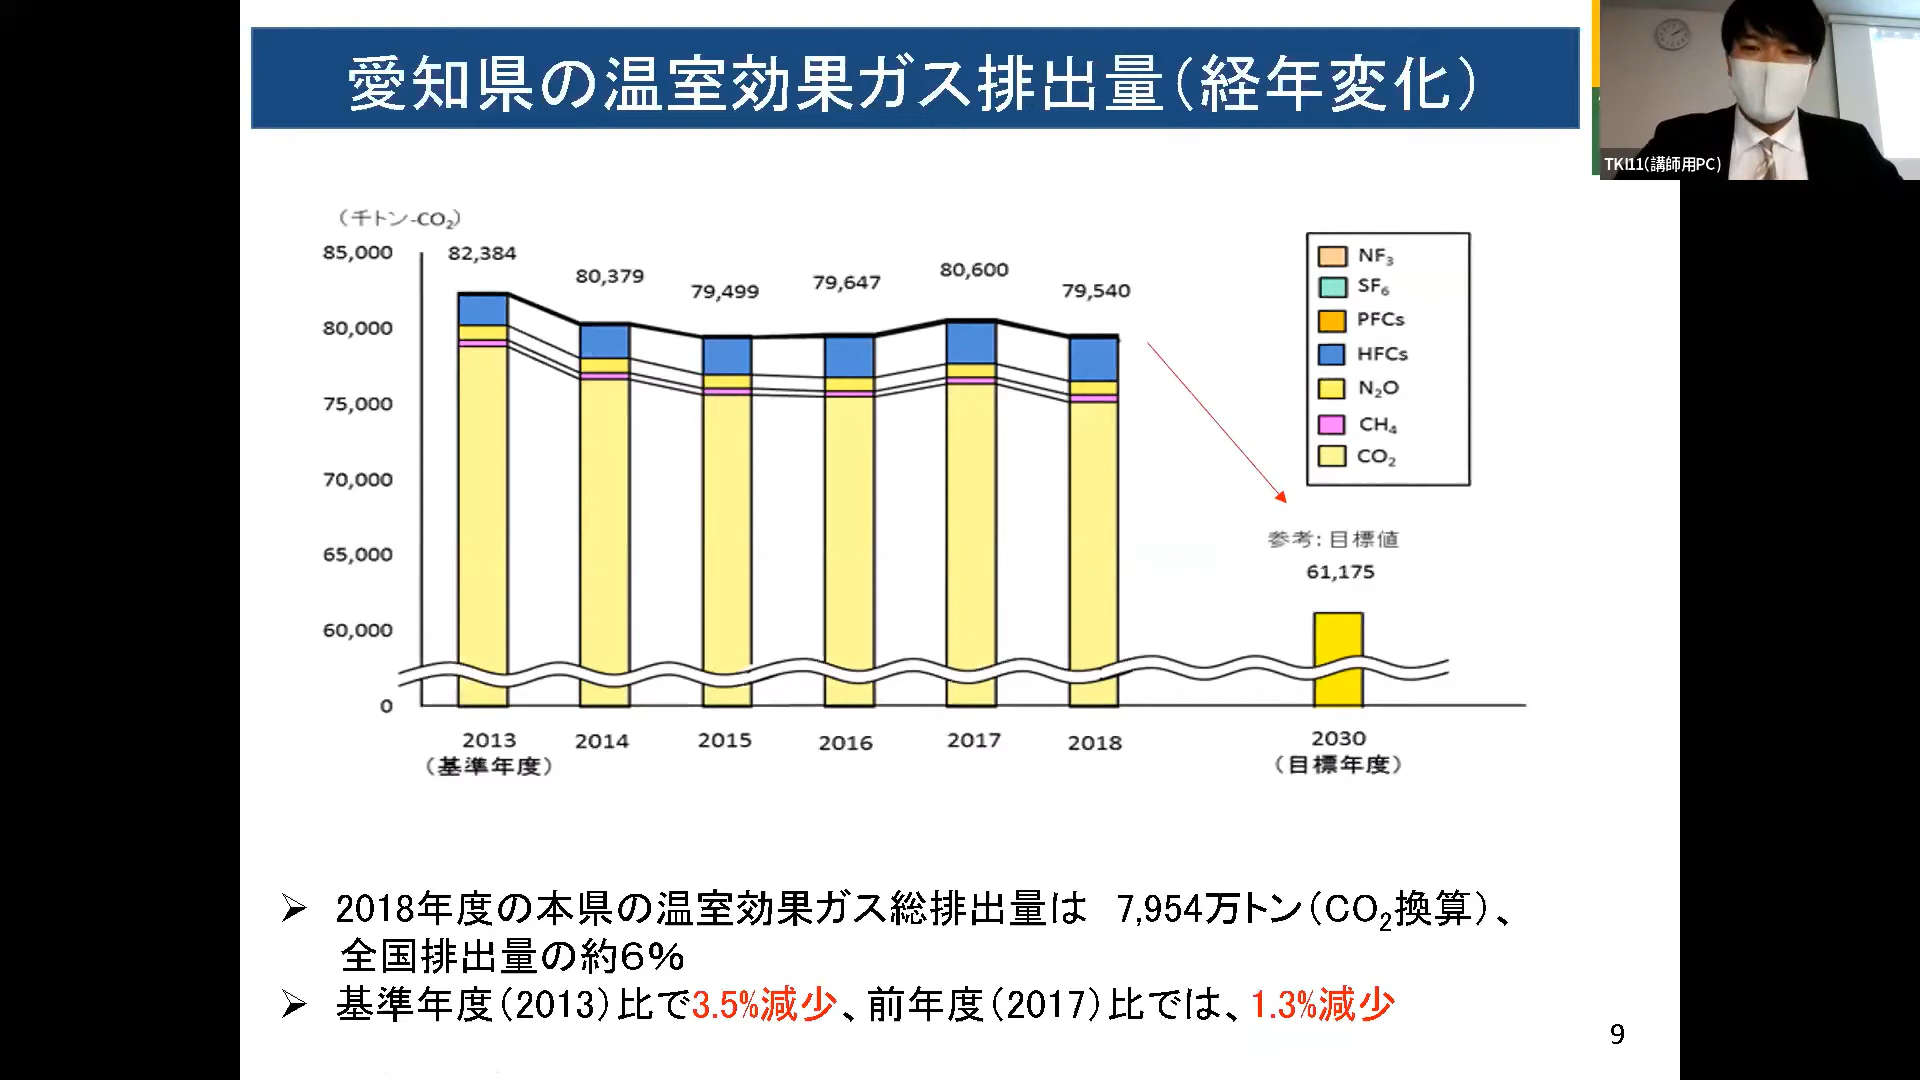 愛知県の温室効果ガス排出量（経年変化）
TKI11（講師用PC）
（千トン-CO₂）
85,000
80,000
75,000
70,000
65,000
60,000
0
82,384
80,379
79,499
79,647
80,600
79,540
NF₃
SF₆
PFCs
HFCs
N₂O
CH₄
CO₂
参考：目標値
61,175
2013
（基準年度）
2014
2015
2016
2017
2018
2030
（目標年度）
➢ 2018年度の本県の温室効果ガス総排出量は 7,954万トン（CO₂換算）、
全国排出量の約６％
➢ 基準年度（2013）比で3.5%減少、前年度（2017）比では、1.3%減少
9